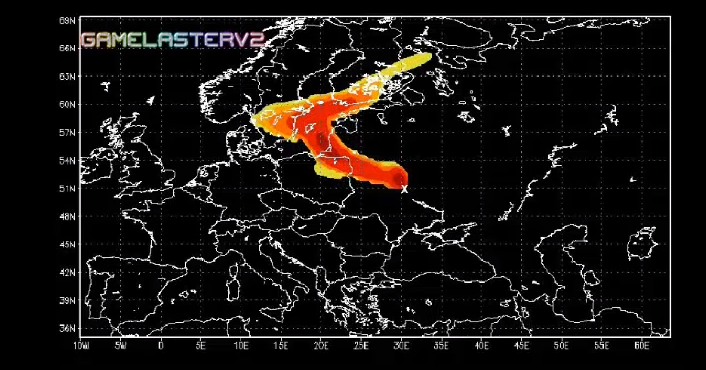 69N
GAMELASTERV2
66N
63N
60N
57N
54N
51N
X
48N
45N
42N
39N
36N
10W 5W 0 5E 10E 15E 20E 25E 30E 35E 40E 45E 50E 55E 60E